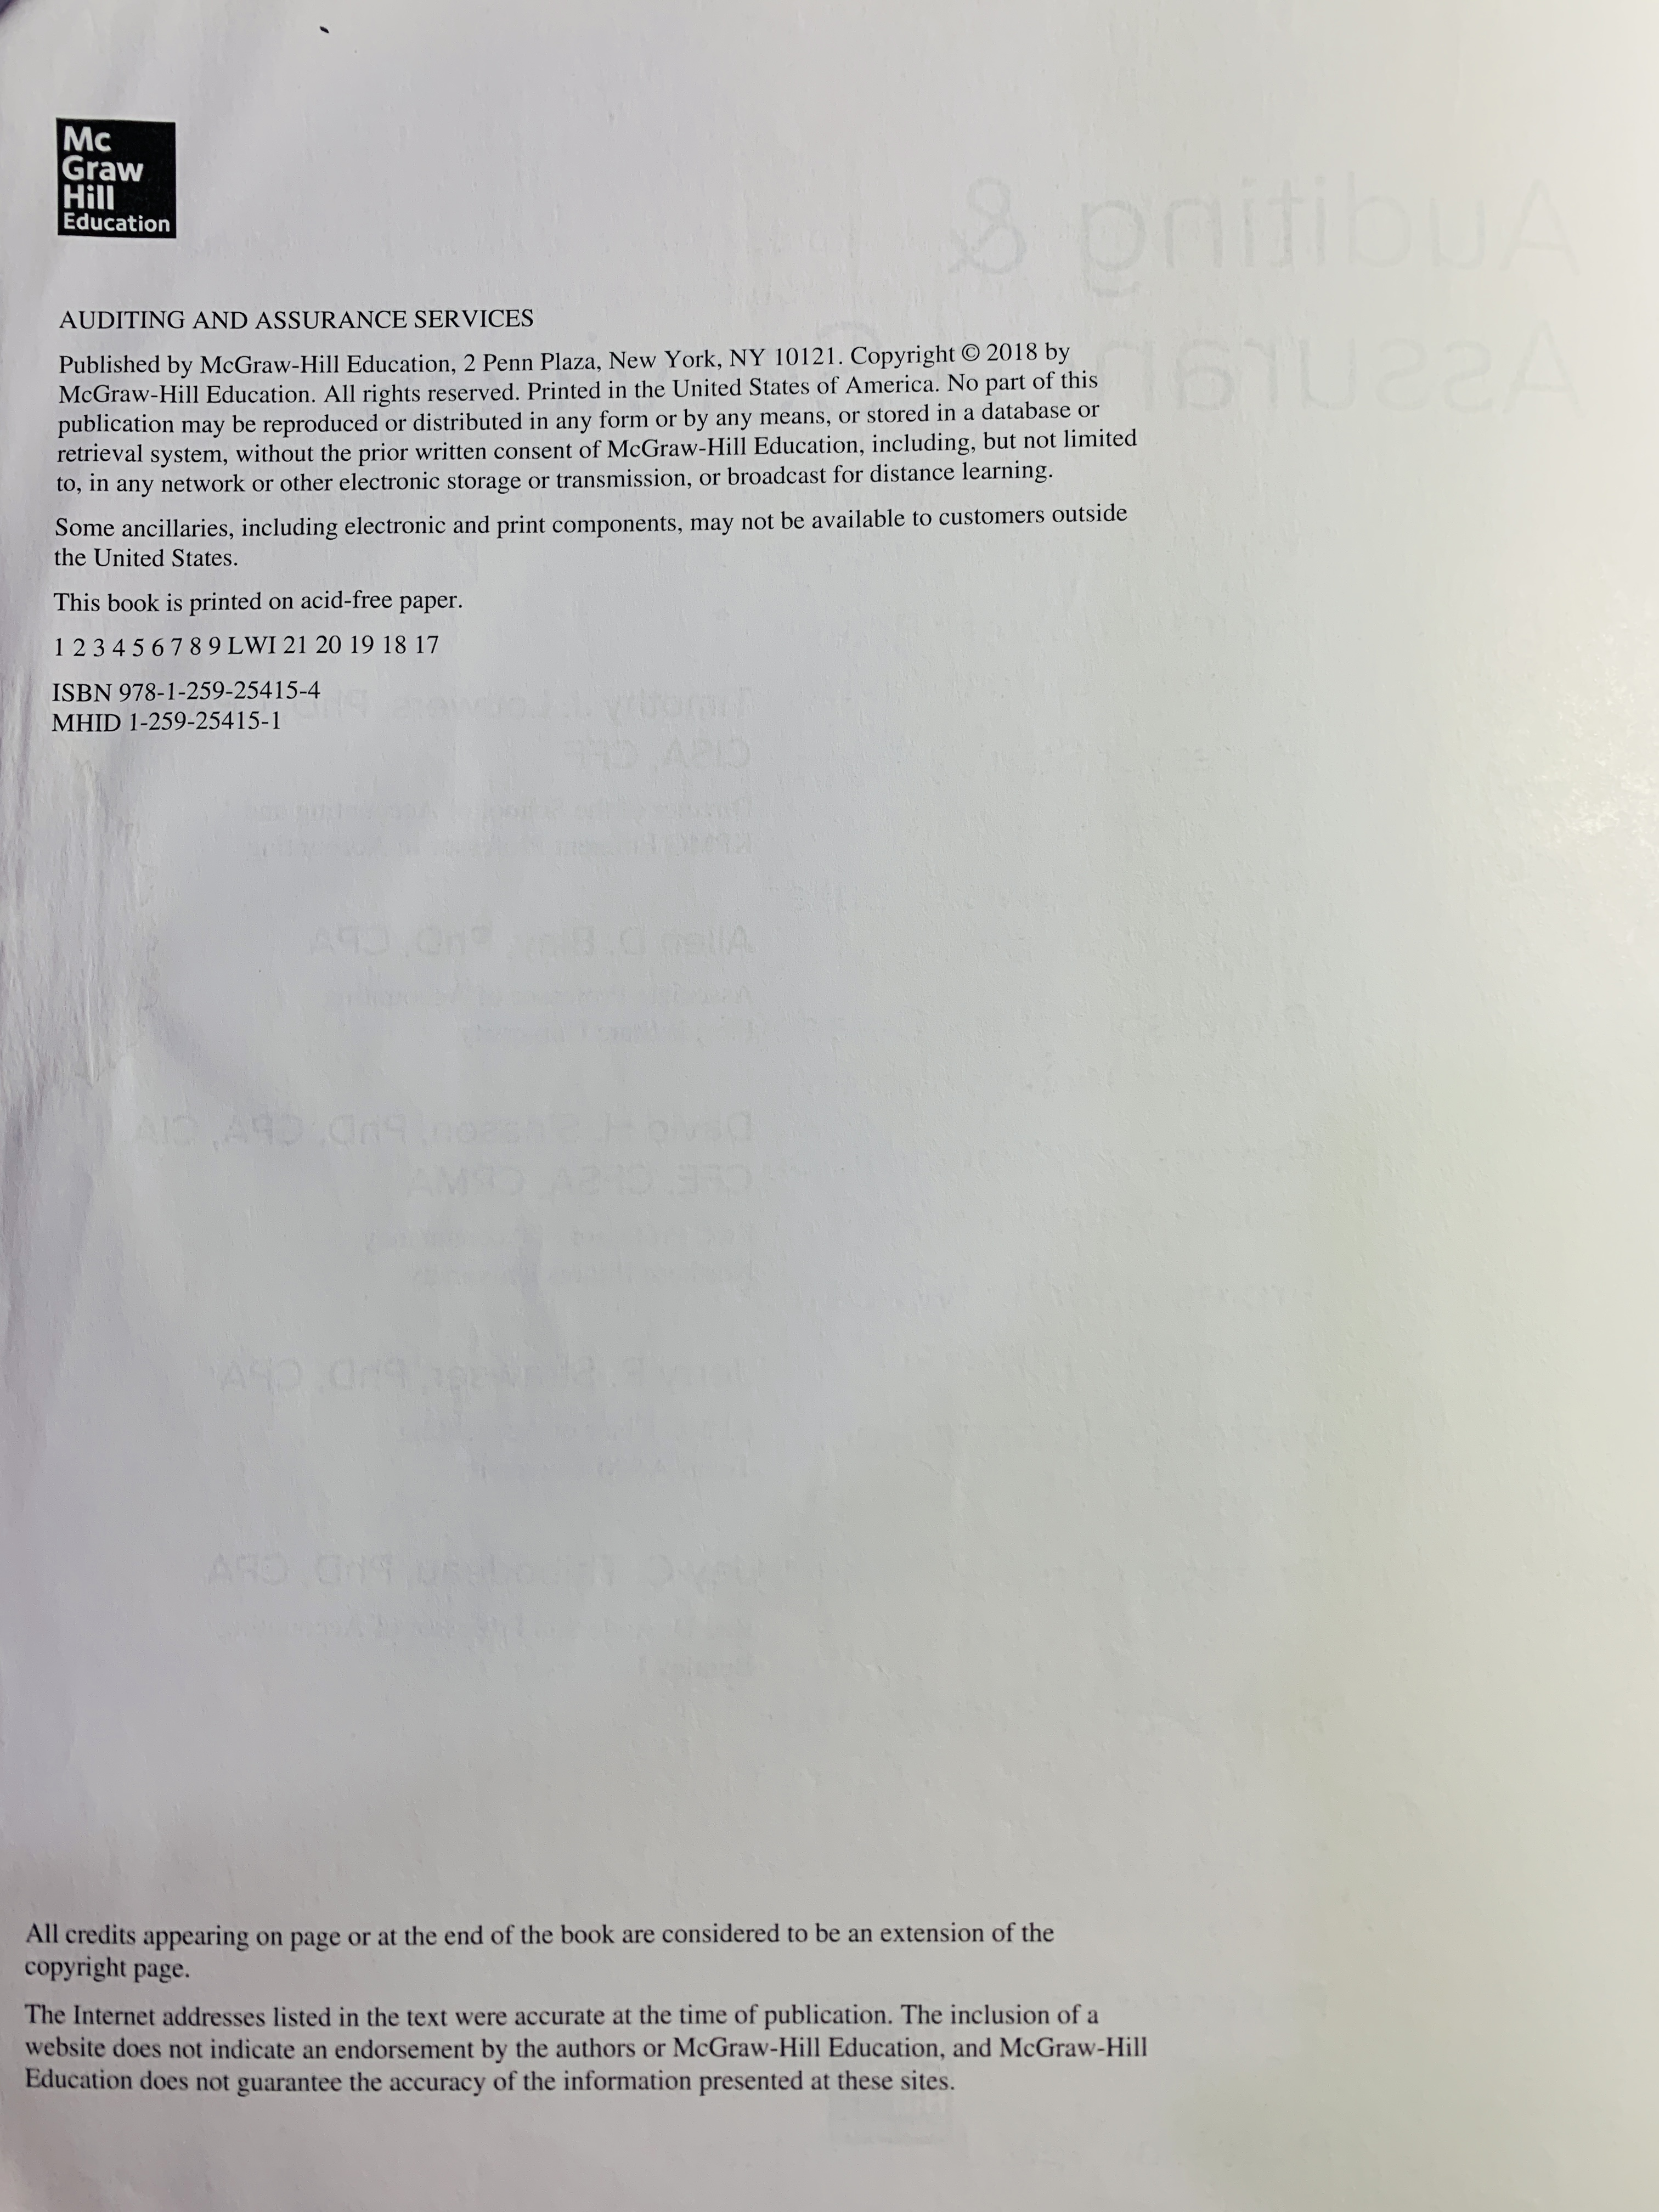 Mc
Graw
Hill
Education
AUDITING AND ASSURANCE SERVICES
Published by McGraw-Hill Education, 2 Penn Plaza, New York, NY 10121. Copyright © 2018 by
McGraw-Hill Education. All rights reserved. Printed in the United States of America. No part of this
publication may be reproduced or distributed in any form or by any means, or stored in a database or
retrieval system, without the prior written consent of McGraw-Hill Education, including, but not limited
to, in any network or other electronic storage or transmission, or broadcast for distance learning.
Some ancillaries, including electronic and print components, may not be available to customers outside
the United States.
This book is printed on acid-free paper.
1 2 3 4 5 6 7 8 9 LWI 21 20 19 18 17
ISBN 978-1-259-25415-4
MHID 1-259-25415-1
All credits appearing on page or at the end of the book are considered to be an extension of the
copyright page.
The Internet addresses listed in the text were accurate at the time of publication. The inclusion of a
website does not indicate an endorsement by the authors or McGraw-Hill Education, and McGraw-Hill
Education does not guarantee the accuracy of the information presented at these sites.